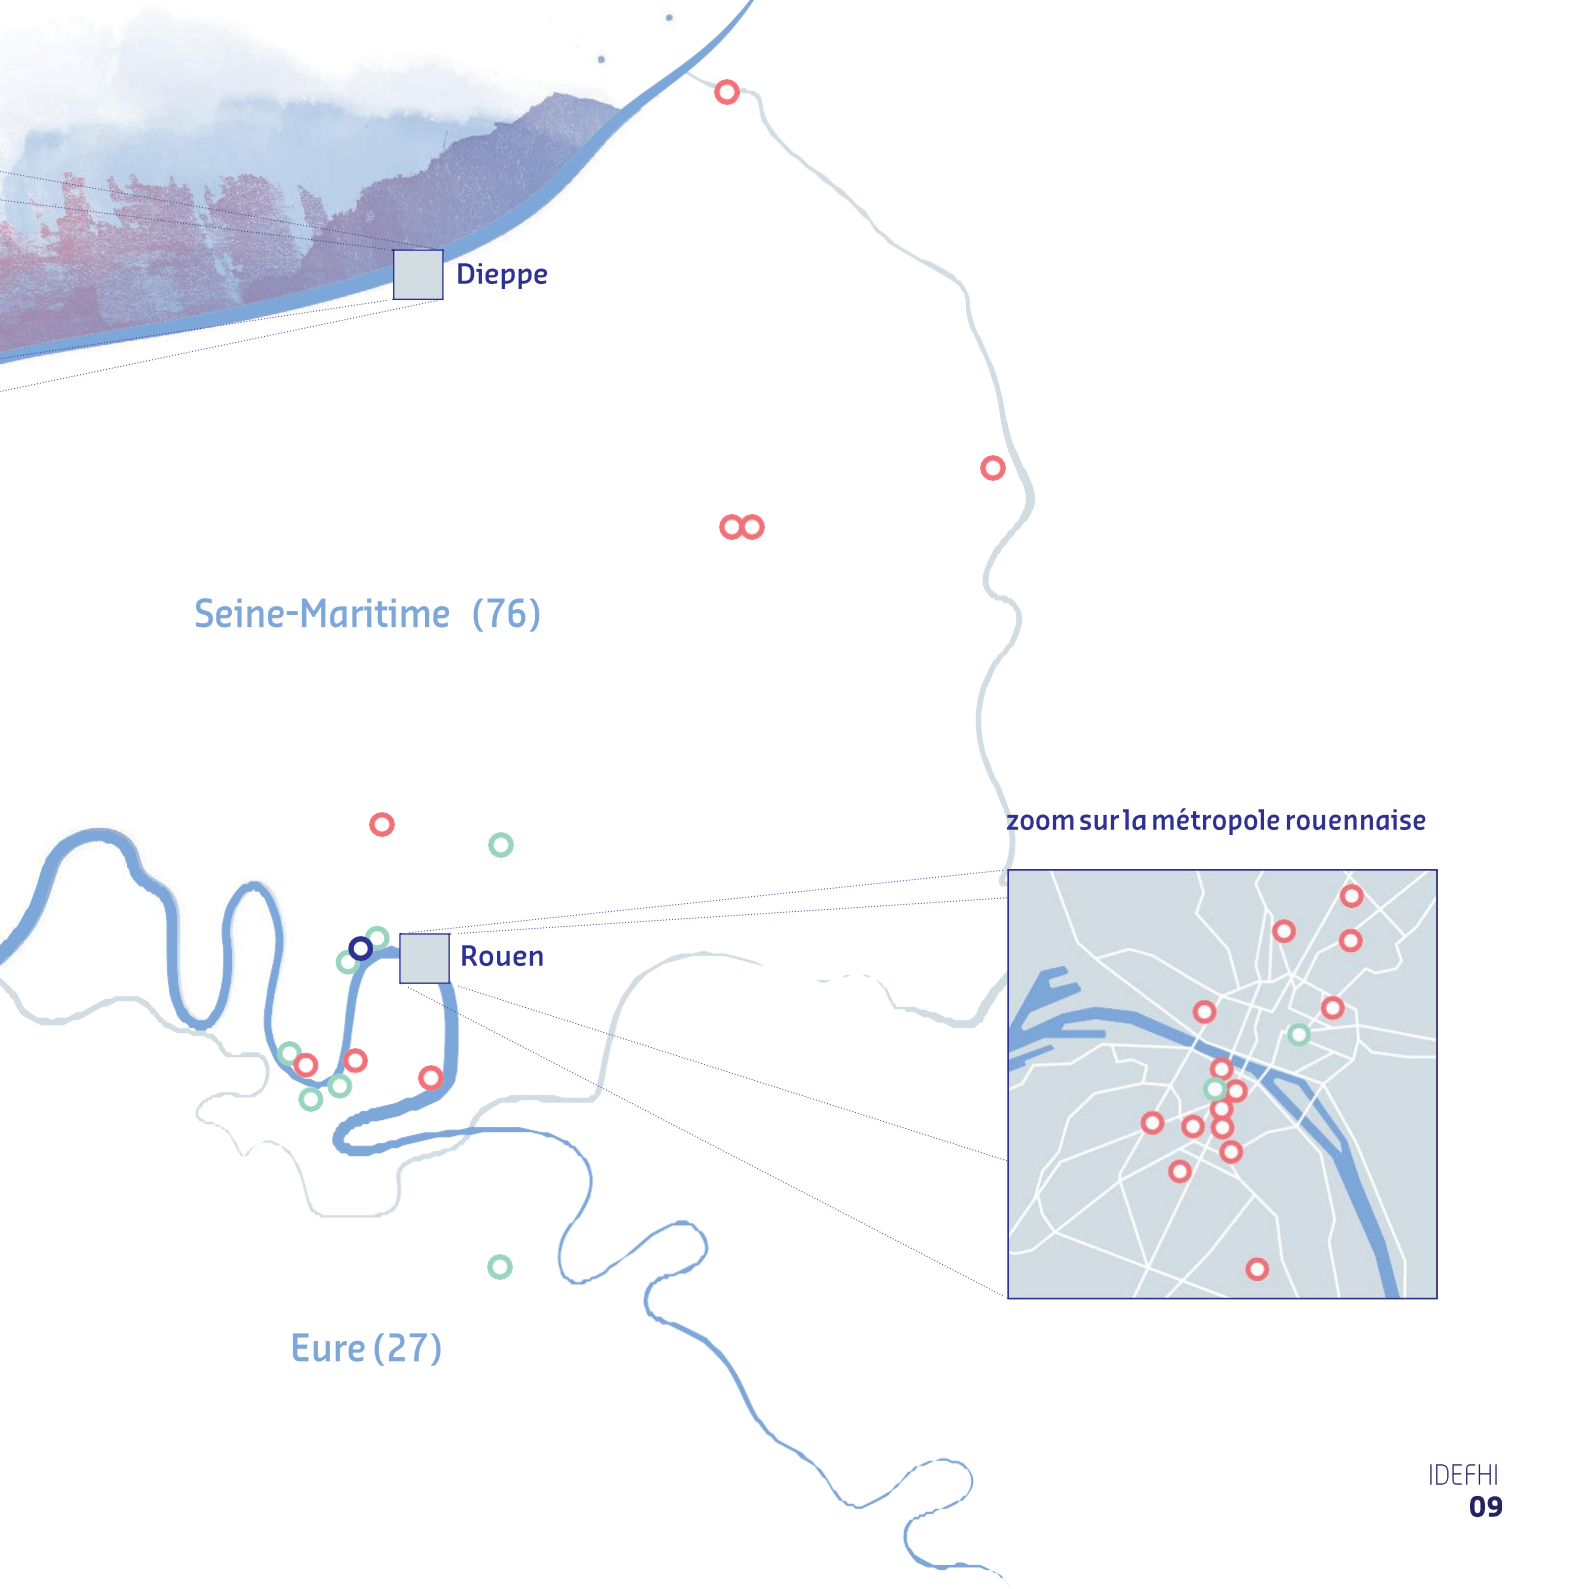 Dieppe
Seine-Maritime (76)
zoom sur la métropole rouennaise
Rouen
Eure (27)
IDEFHI
09